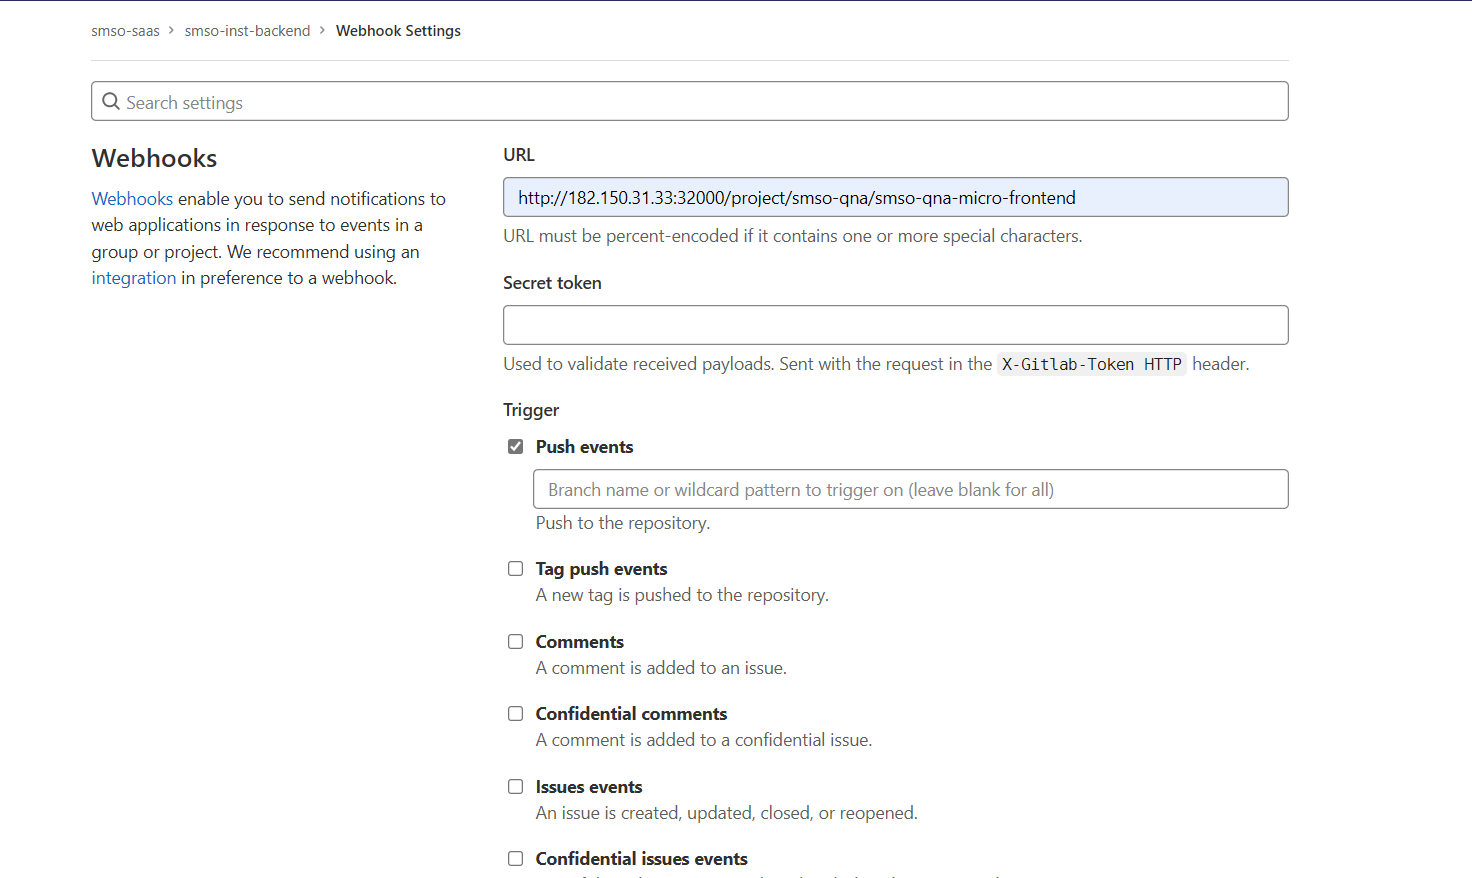 smso-saas > smso-inst-backend > Webhook Settings
Search settings
Webhooks
Webhooks enable you to send notifications to
web applications in response to events in a
group or project. We recommend using an
integration in preference to a webhook.
URL
http://182.150.31.33:32000/project/smso-qna/smso-qna-micro-frontend
URL must be percent-encoded if it contains one or more special characters.
Secret token
Used to validate received payloads. Sent with the request in the X-Gitlab-Token HTTP header.
Trigger
Push events
Branch name or wildcard pattern to trigger on (leave blank for all)
Push to the repository.
Tag push events
A new tag is pushed to the repository.
Comments
A comment is added to an issue.
Confidential comments
A comment is added to a confidential issue.
Issues events
An issue is created, updated, closed, or reopened.
Confidential issues events